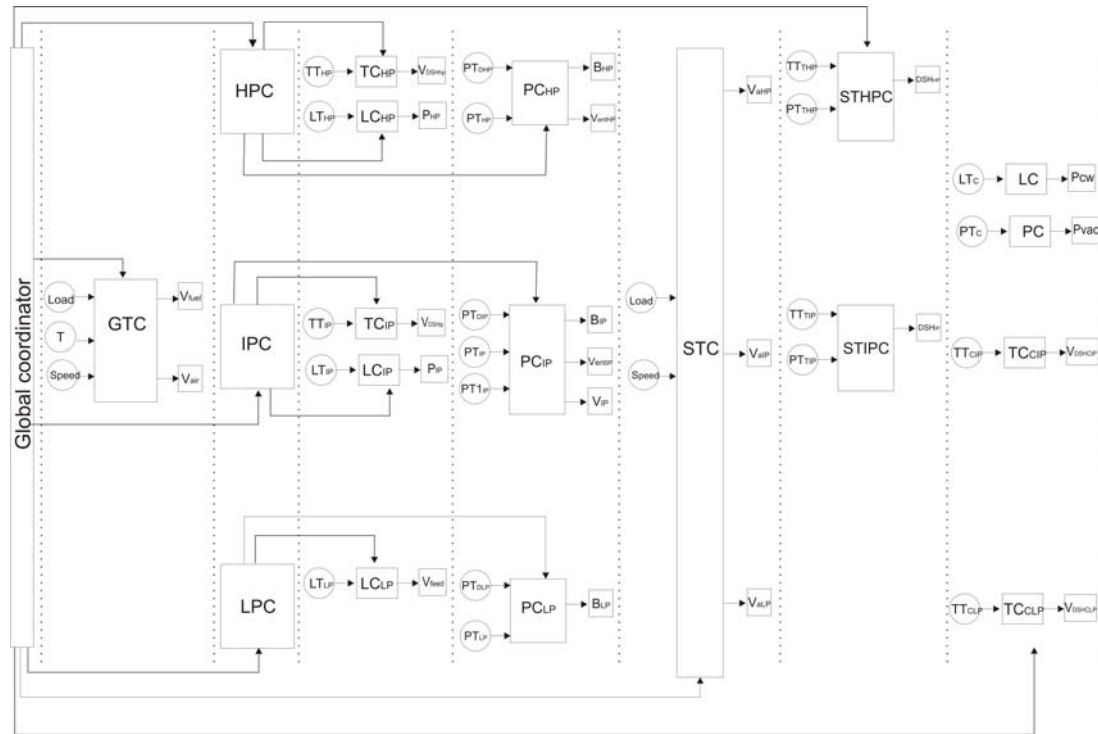 Global coordinator
Load
T
Speed
GTC
Vfuel
Vair
HPC
IPC
LPC
TTHP
TCHP
VDSHhp
LTHP
LCHP
PHP
TTIP
TCIP
LTIP
LCIP
PIP
LTLP
LCLP
Vfeed
PTDHP
PTHP
PCHP
BHP
VentHP
PTDIP
PTIP
PT1IP
PCIP
BIP
VentIP
VIP
PTDLP
PTLP
PCLP
BLP
Load
Speed
STC
VaHP
VaIP
VaLP
TTTHP
PTTHP
STHPC
DSHHP
TTTIP
PTTIP
STIPC
DSHIP
LTC
LC
Pcw
PTC
PC
Pvac
TTCIP
TCCIP
VDSHCIP
TTCLP
TCCLP
VDSHCLP